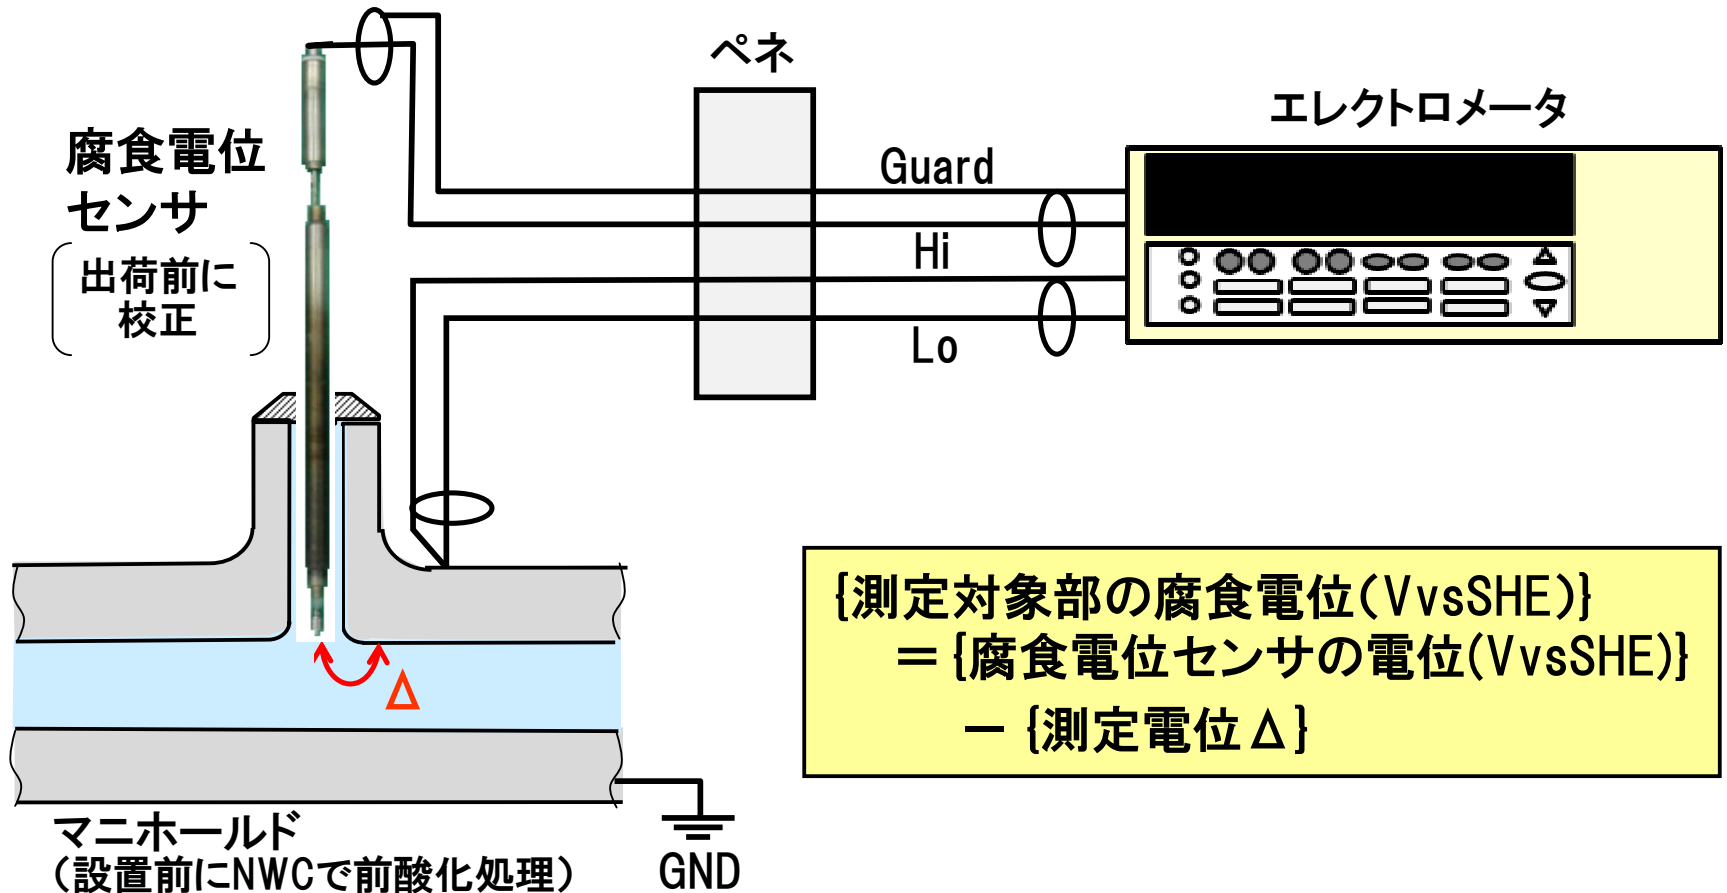 ペネ
エレクトロメータ
腐食電位
センサ
出荷前に
校正
Guard
Hi
Lo
Δ
{測定対象部の腐食電位(VvsSHE)}
={腐食電位センサの電位(VvsSHE)}
－{測定電位Δ}
マニホールド
(設置前にNWCで前酸化処理)
GND